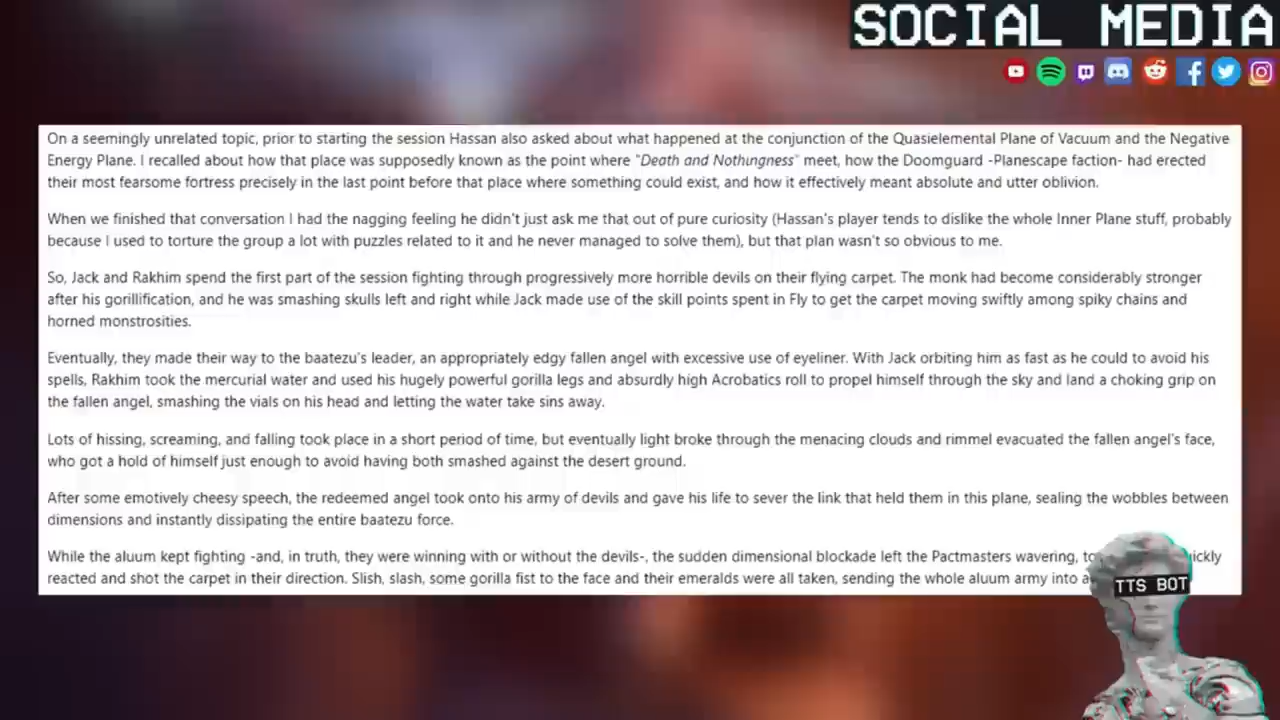 SOCIAL MEDIA
On a seemingly unrelated topic, prior to starting the session Hassan also asked about what happened at the conjunction of the Quasielemental Plane of Vacuum and the Negative
Energy Plane. I recalled about how that place was supposedly known as the point where "Death and Nothungness" meet, how the Doomguard -Planescape faction- had erected
their most fearsome fortress precisely in the last point before that place where something could exist, and how it effectively meant absolute and utter oblivion.
When we finished that conversation I had the nagging feeling he didn't just ask me that out of pure curiosity (Hassan's player tends to dislike the whole Inner Plane stuff, probably
because I used to torture the group a lot with puzzles related to it and he never managed to solve them), but that plan wasn't so obvious to me.
So, Jack and Rakhim spend the first part of the session fighting through progressively more horrible devils on their flying carpet. The monk had become considerably stronger
after his gorillification, and he was smashing skulls left and right while Jack made use of the skill points spent in Fly to get the carpet moving swiftly among spiky chains and
horned monstrosities.
Eventually, they made their way to the baatezu's leader, an appropriately edgy fallen angel with excessive use of eyeliner. With Jack orbiting him as fast as he could to avoid his
spells, Rakhim took the mercurial water and used his hugely powerful gorilla legs and absurdly high Acrobatics roll to propel himself through the sky and land a choking grip on
the fallen angel, smashing the vials on his head and letting the water take sins away.
Lots of hissing, screaming, and falling took place in a short period of time, but eventually light broke through the menacing clouds and rimmel evacuated the fallen angel's face,
who got a hold of himself just enough to avoid having both smashed against the desert ground.
After some emotively cheesy speech, the redeemed angel took onto his army of devils and gave his life to sever the link that held them in this plane, sealing the wobbles between
dimensions and instantly dissipating the entire baatezu force.
While the aluum kept fighting -and, in truth, they were winning with or without the devils-, the sudden dimensional blockade left the Pactmasters wavering,
reacted and shot the carpet in their direction. Slish, slash, some gorilla fist to the face and their emeralds were all taken, sending the whole aluum army into
TTS BOT